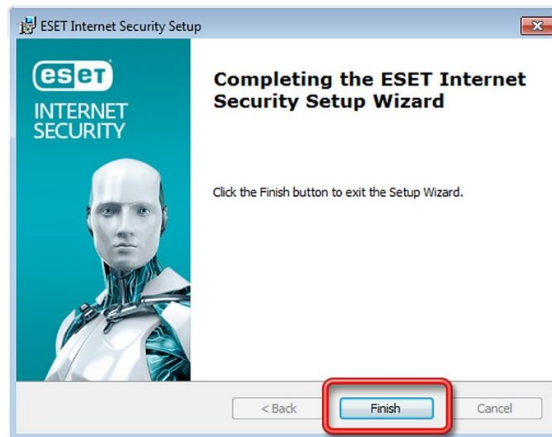 ESET Internet Security Setup
eset
INTERNET
SECURITY
Completing the ESET Internet
Security Setup Wizard
Click the Finish button to exit the Setup Wizard.
< Back
Finish
Cancel